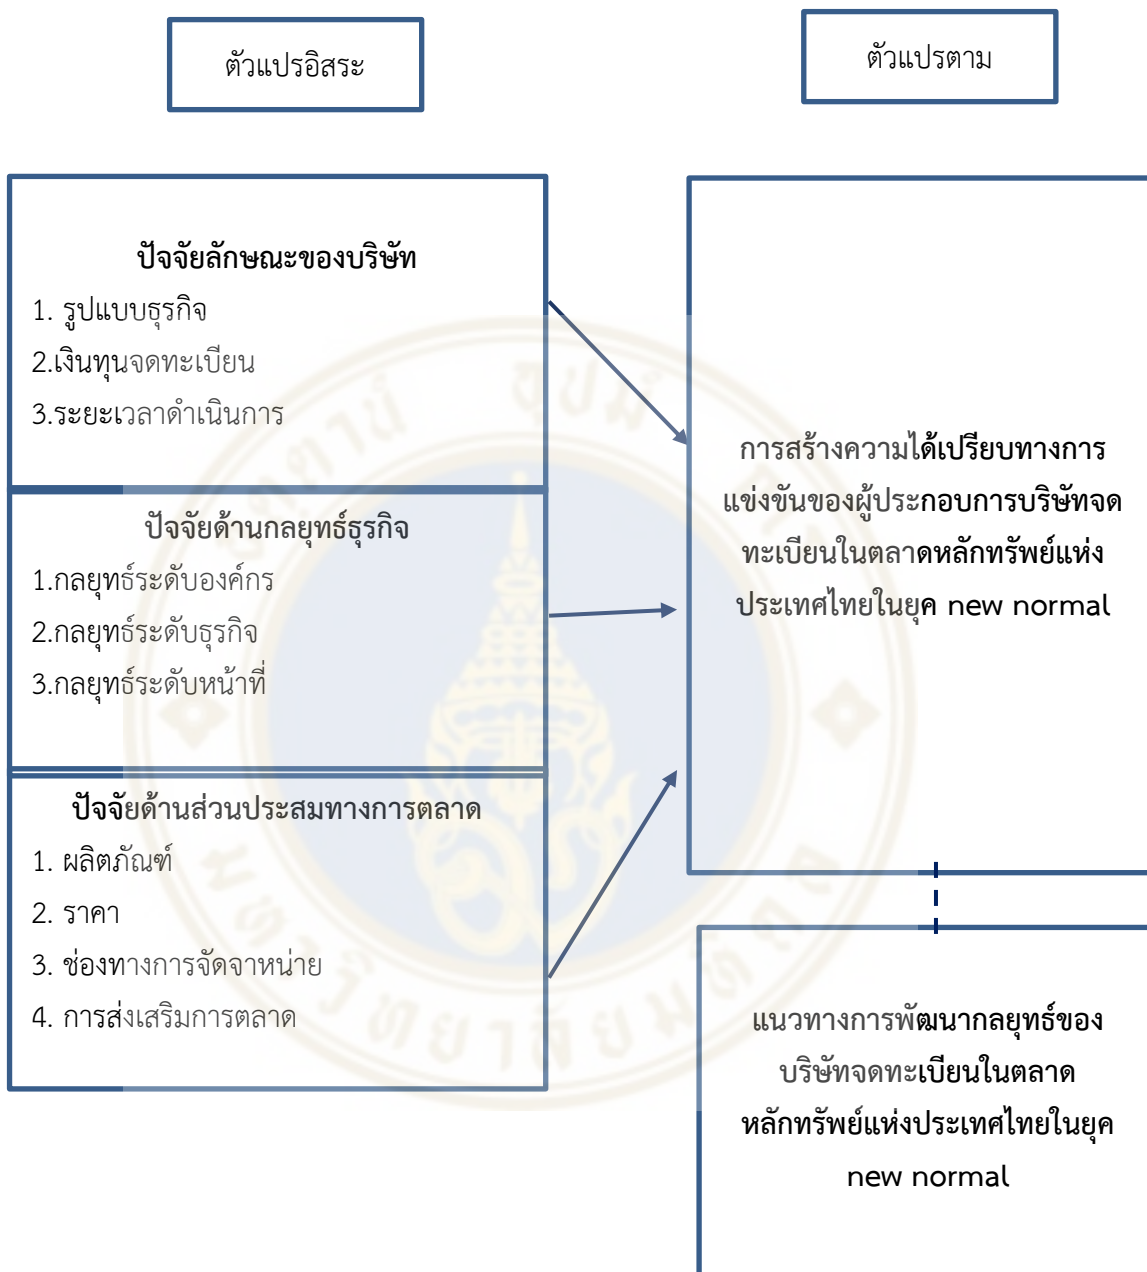 ตัวแปรอิสระ
ตัวแปรตาม
ปัจจัยลักษณะของบริษัท
1. รูปแบบธุรกิจ
2.เงินทุนจดทะเบียน
3.ระยะเวลาดำเนินการ
ปัจจัยด้านกลยุทธ์ธุรกิจ
1.กลยุทธ์ระดับองค์กร
2.กลยุทธ์ระดับธุรกิจ
3.กลยุทธ์ระดับหน้าที่
ปัจจัยด้านส่วนประสมทางการตลาด
1. ผลิตภัณฑ์
2. ราคา
3. ช่องทางการจัดจาหน่าย
4. การส่งเสริมการตลาด
การสร้างความได้เปรียบทางการ
แข่งขันของผู้ประกอบการบริษัทจด
ทะเบียนในตลาดหลักทรัพย์แห่ง
ประเทศไทยในยุค new normal
แนวทางการพัฒนากลยุทธ์ของ
บริษัทจดทะเบียนในตลาด
หลักทรัพย์แห่งประเทศไทยในยุค
new normal
มหาวิทยาลัยมหิดล